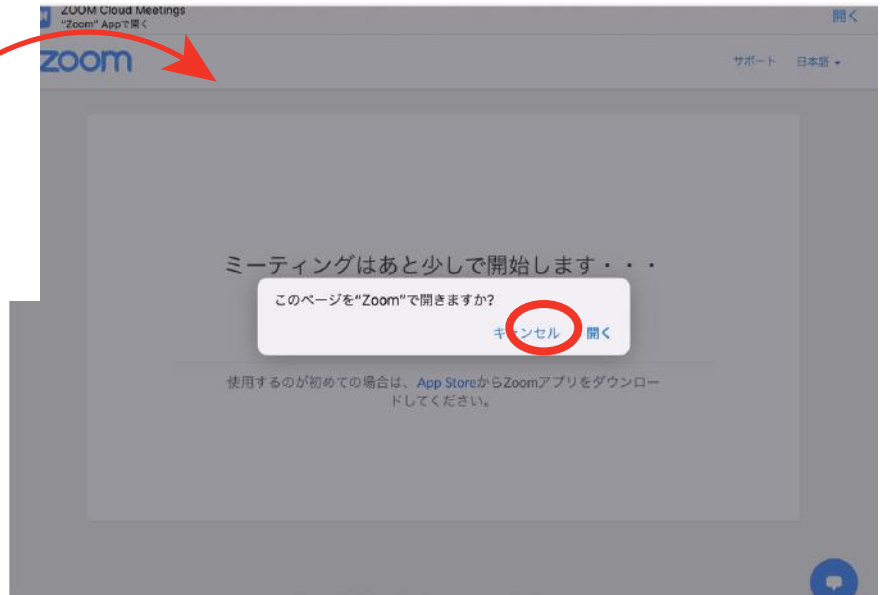 ZOOM Cloud Meetings
"Zoom" Appで開く
開く
zoom
サポート 日本語
ミーティングはあと少しで開始します・・・
このページを"Zoom"で開きますか?
キャンセル 開く
使用するのが初めての場合は、App StoreからZoomアプリをダウンロー
ドしてください。